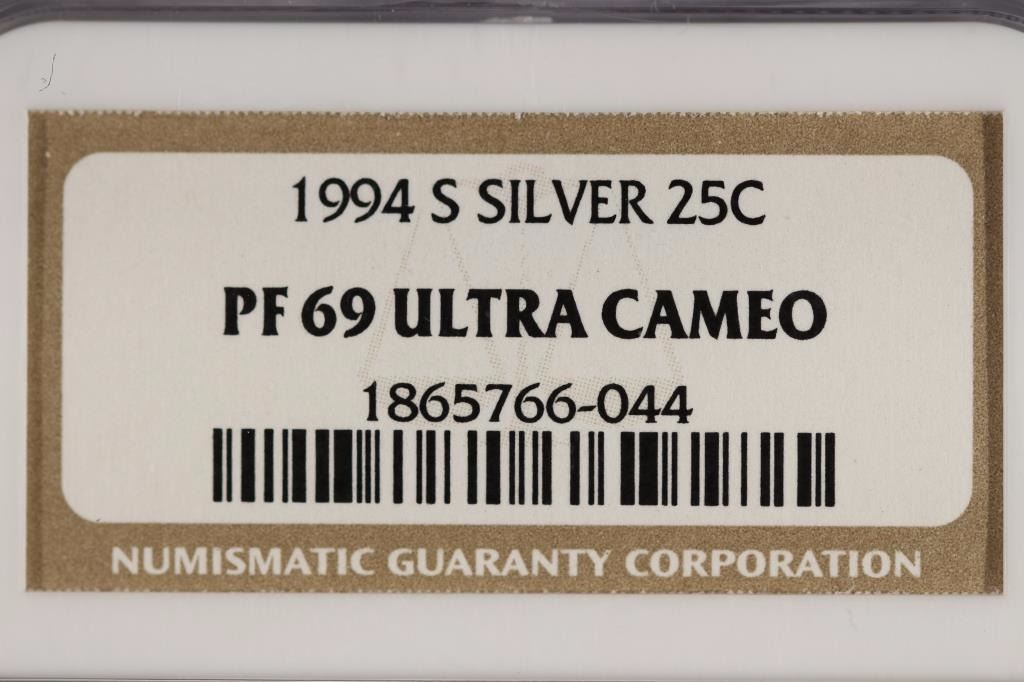 1994 S SILVER 25C
PF 69 ULTRA CAMEO
1865766-044
NUMISMATIC GUARANTY CORPORATION